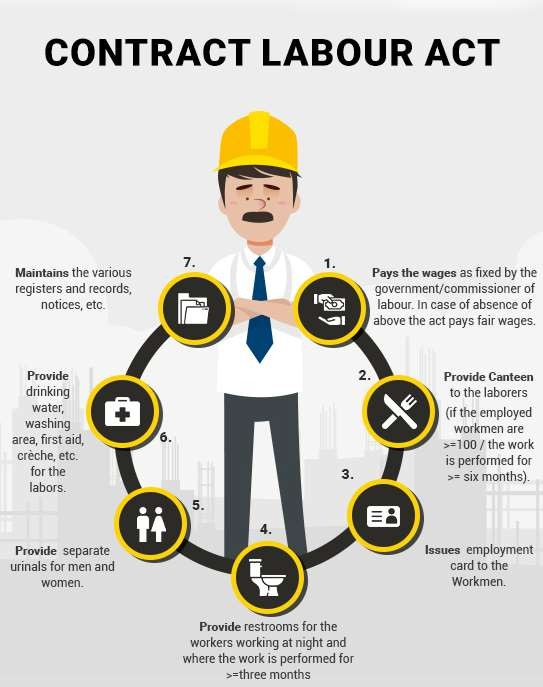 CONTRACT LABOUR ACT
1.
Pays the wages as fixed by the
government/commissioner of
labour. In case of absence of
above the act pays fair wages.
2.
Provide Canteen
to the laborers
(if the employed
workmen are
>=100 / the work
is performed for
>= six months).
3.
Issues employment
card to the
Workmen.
4.
Provide restrooms for the
workers working at night and
where the work is performed for
>=three months
5.
Provide separate
urinals for men and
women.
6.
Provide
drinking
water,
washing
area, first aid,
crèche, etc.
for the
labors.
7.
Maintains the various
registers and records,
notices, etc.